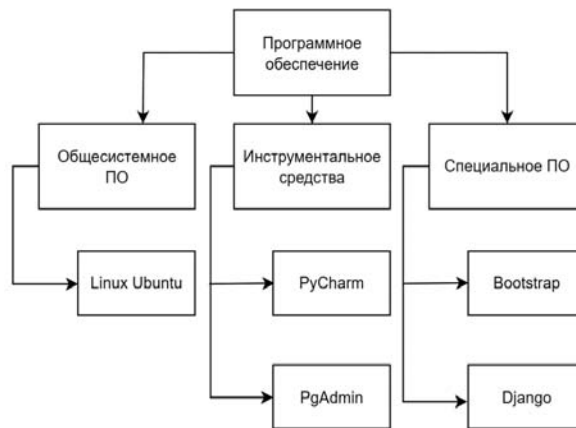 Программное
обеспечение
Общесистемное
ПО
Инструментальное
средства
Специальное ПО
Linux Ubuntu
PyCharm
Bootstrap
PgAdmin
Django